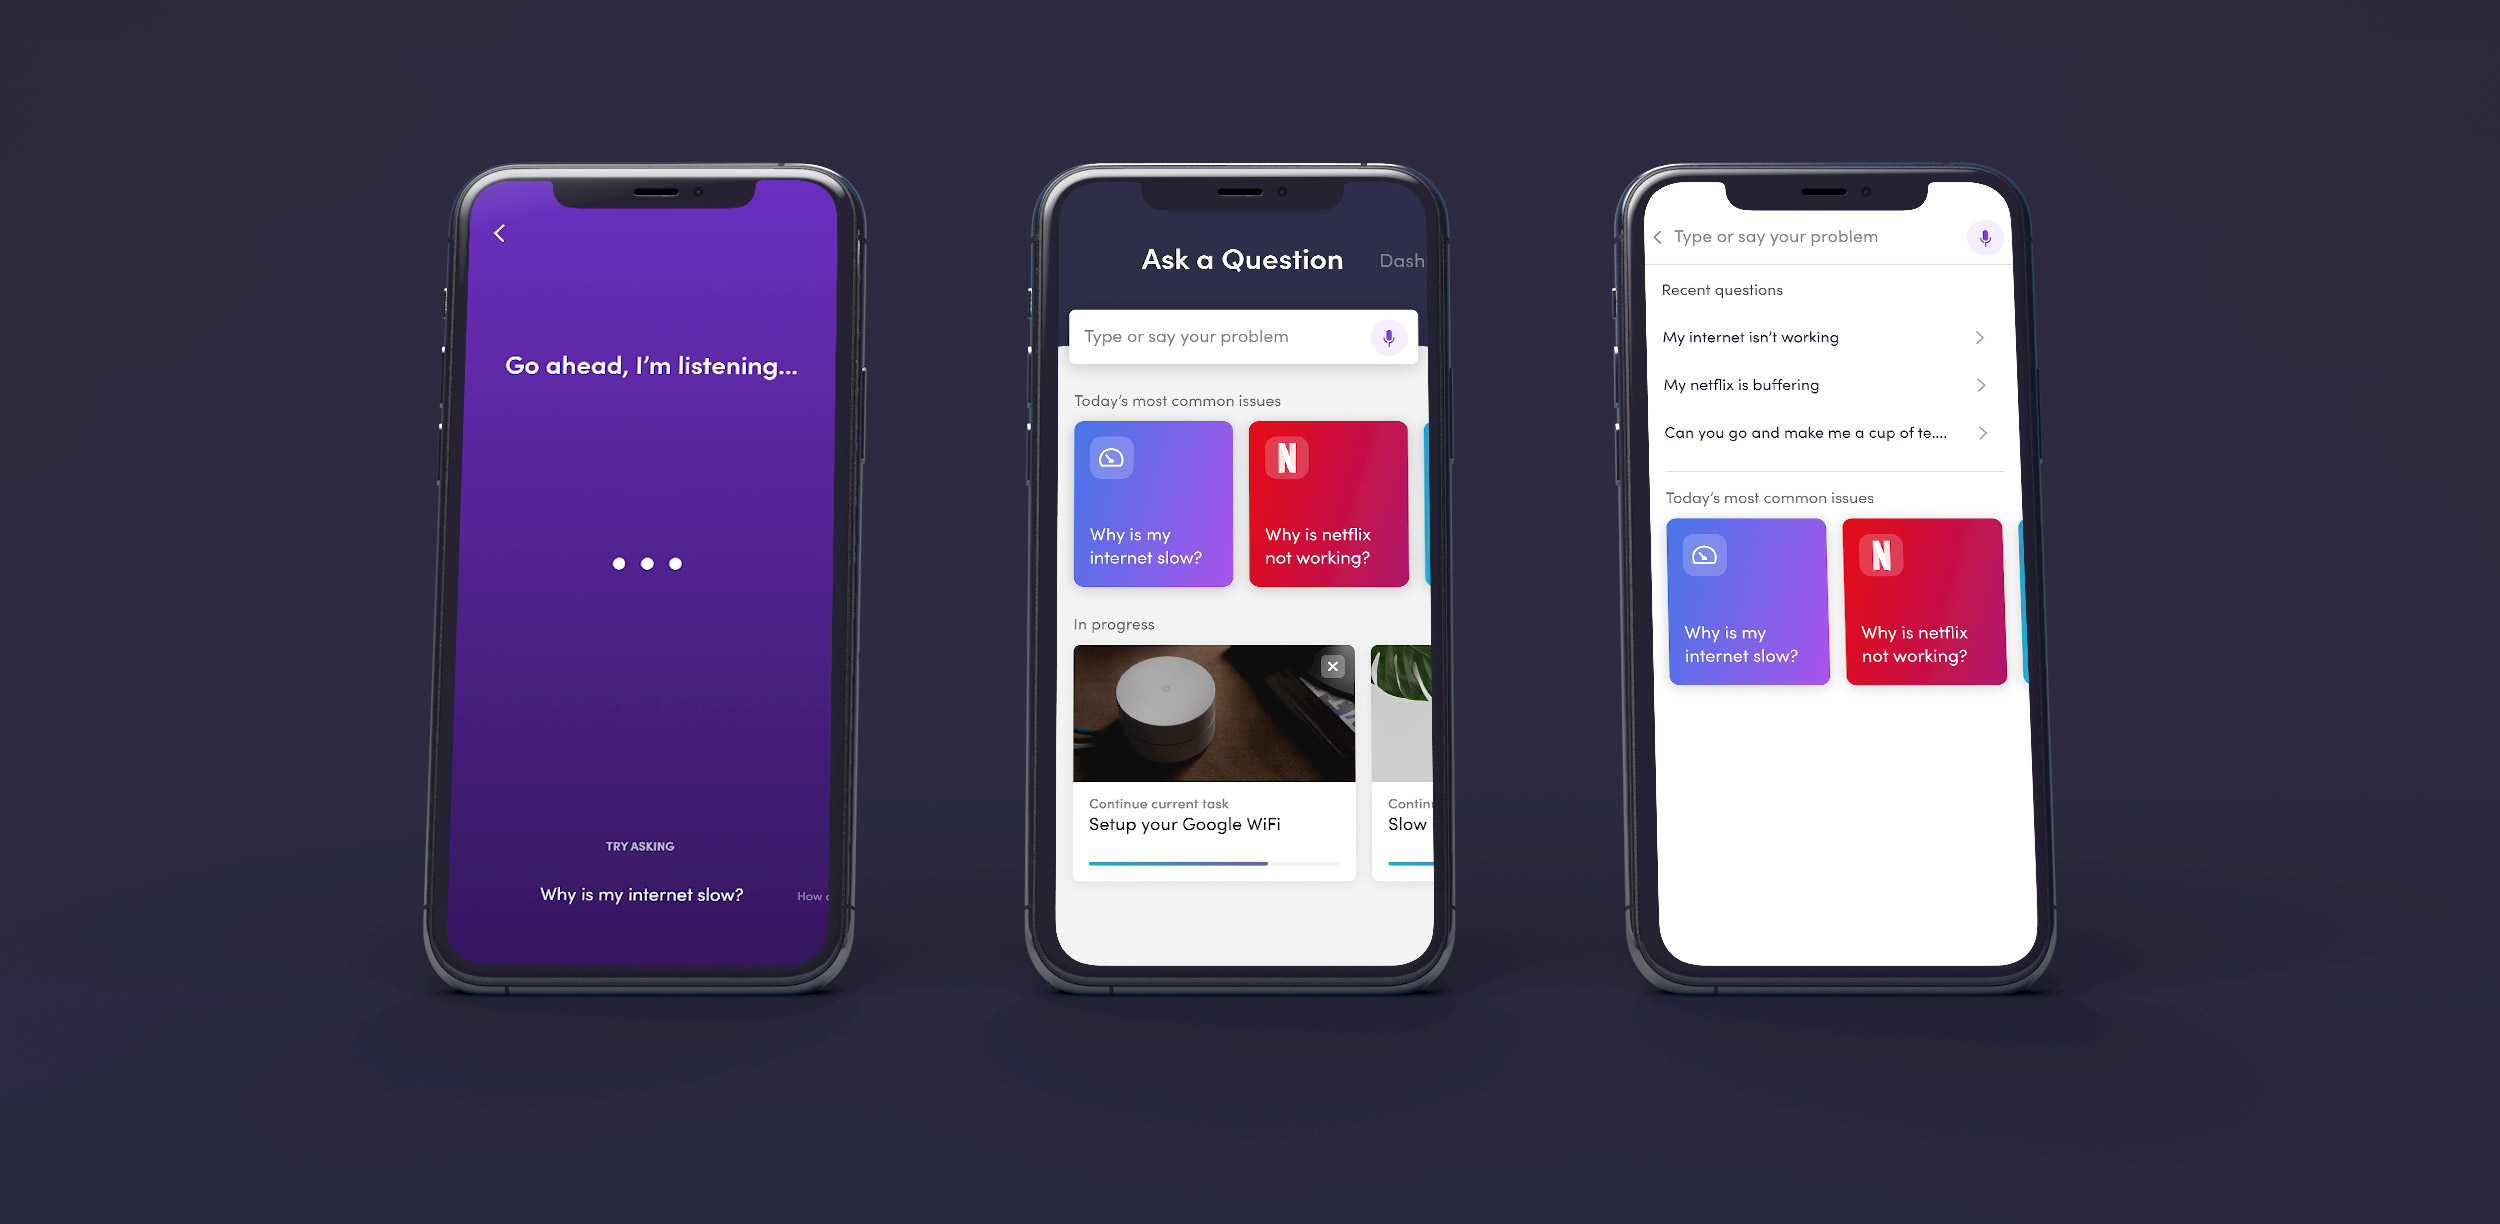 Go ahead, I'm listening...
TRY ASKING
Why is my internet slow?
How
Ask a Question
Dash
Type or say your problem
Today's most common issues
N
Why is my
internet slow?
Why is netflix
not working?
In progress
Continue current task
Setup your Google WiFi
Contin
Slow
Type or say your problem
Recent questions
My internet isn't working
My netflix is buffering
Can you go and make me a cup of te....
Today's most common issues
N
Why is my
internet slow?
Why is netflix
not working?